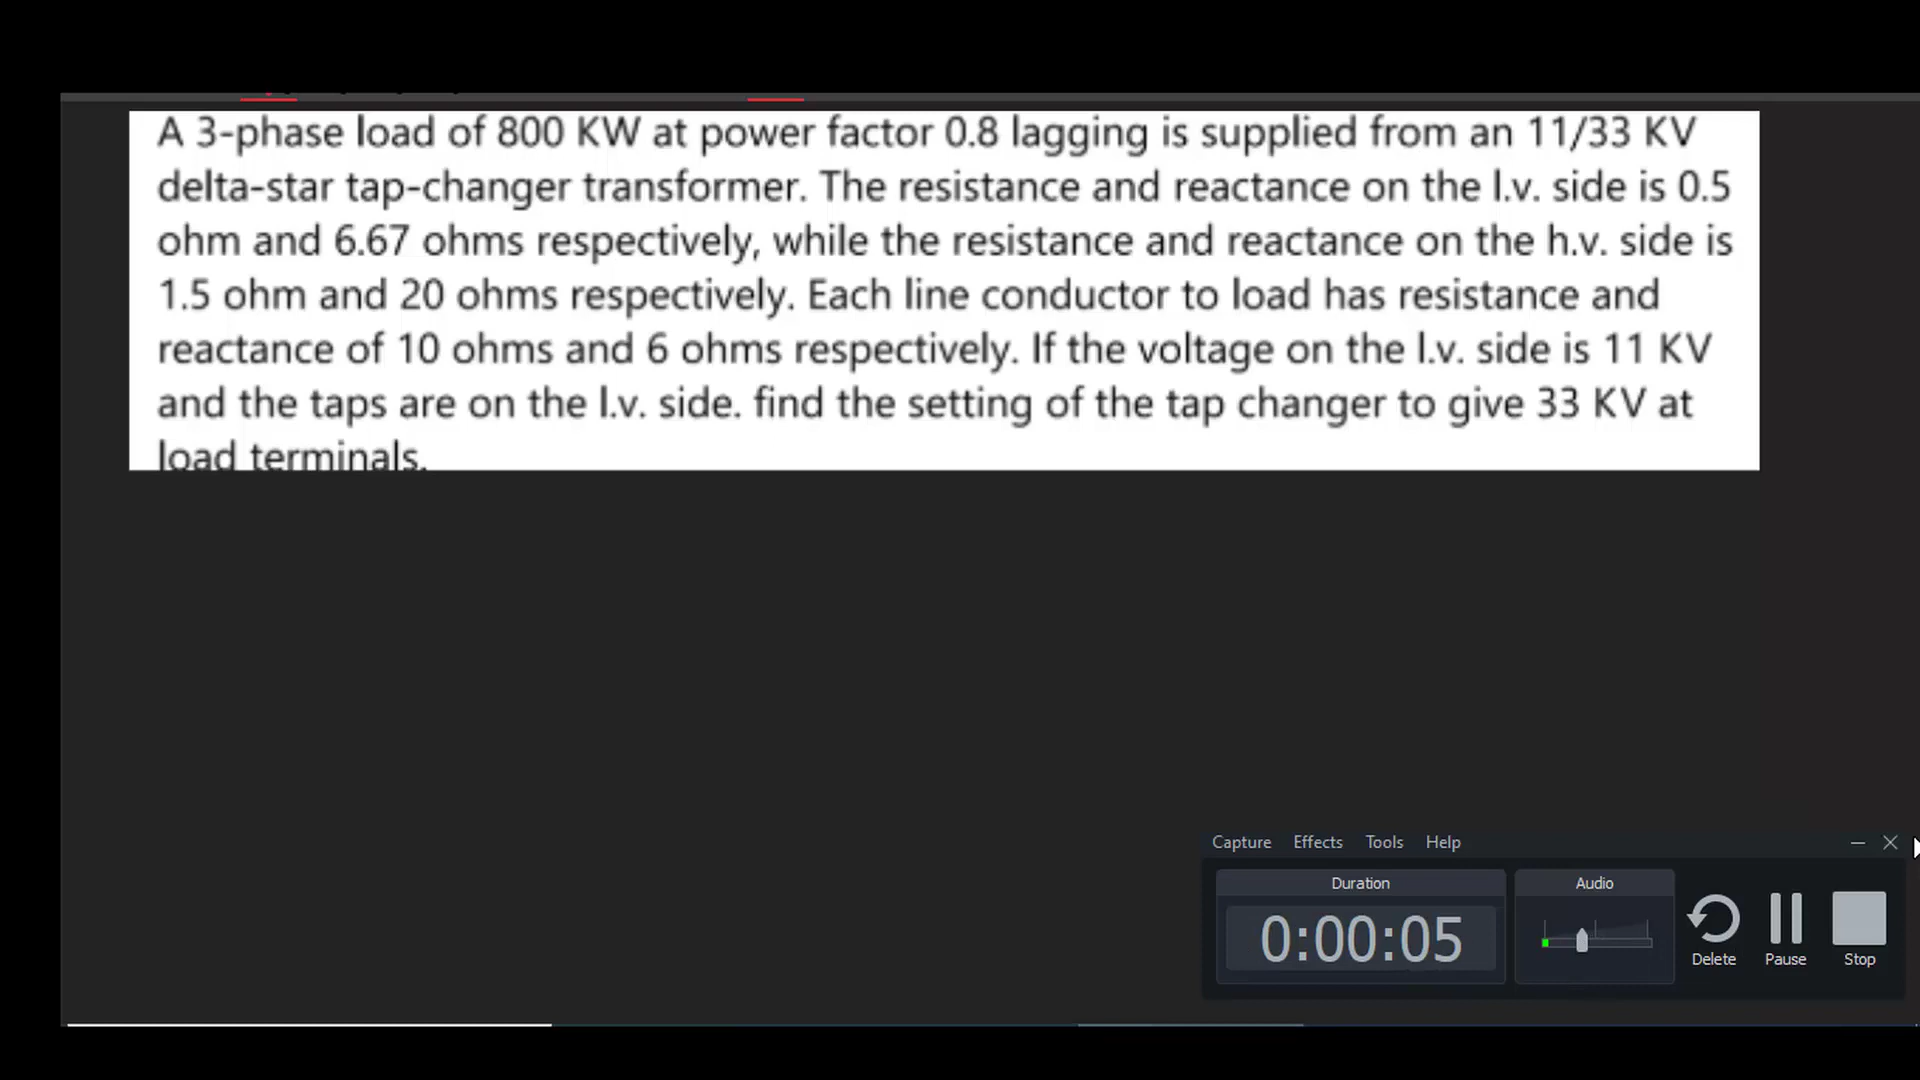 A 3-phase load of 800 KW at power factor 0.8 lagging is supplied from an 11/33 KV
delta-star tap-changer transformer. The resistance and reactance on the l.v. side is 0.5
ohm and 6.67 ohms respectively, while the resistance and reactance on the h.v. side is
1.5 ohm and 20 ohms respectively. Each line conductor to load has resistance and
reactance of 10 ohms and 6 ohms respectively. If the voltage on the l.v. side is 11 KV
and the taps are on the l.v. side. find the setting of the tap changer to give 33 KV at
load terminals.
Capture Effects Tools Help
Duration Audio
0:00:05
Delete Pause Stop